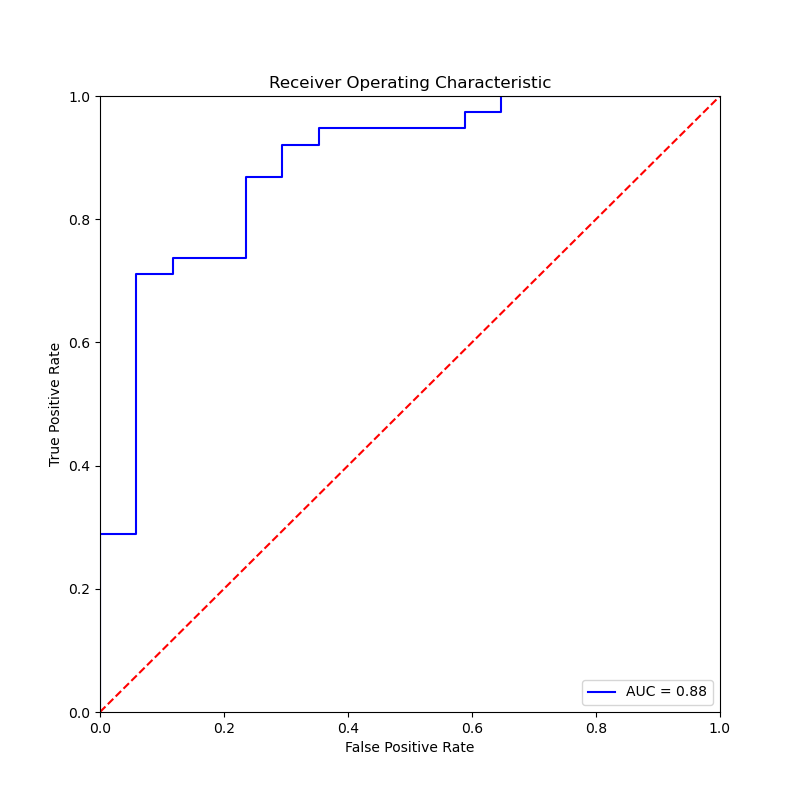 Receiver Operating Characteristic
True Positive Rate
1.0
0.8
0.6
0.4
0.2
0.0
AUC = 0.88
0.0 0.2 0.4 0.6 0.8 1.0
False Positive Rate